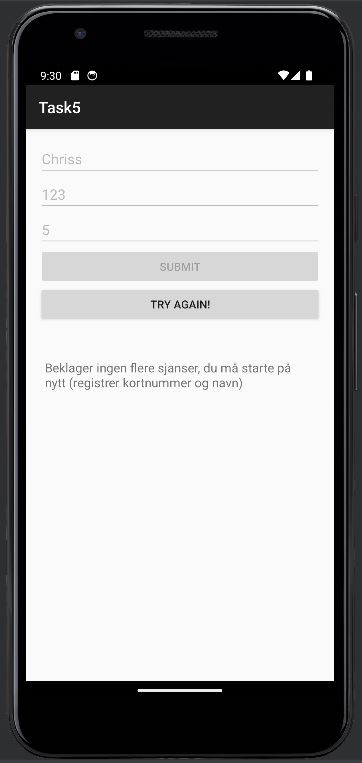 9:30
Task5
Chriss
123
5
SUBMIT
TRY AGAIN!
Beklager ingen flere sjanser, du må starte på
nytt (registrer kortnummer og navn)